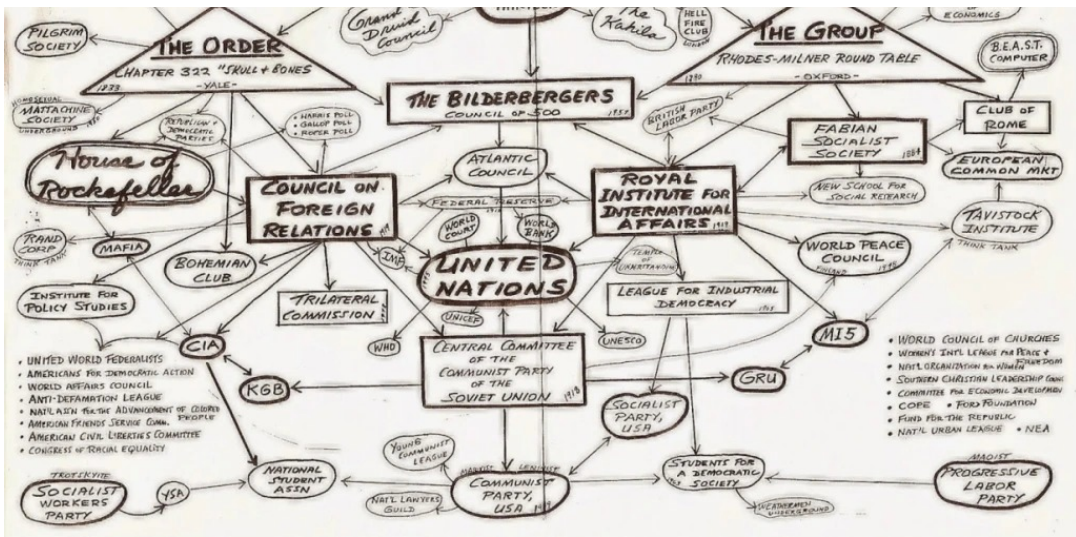 PILGRIM
SOCIETY
Grand
Druid
Council
The
Kahila
HELL
FIRE
CLUB
LONDON
ECONOMICS
THE ORDER
CHAPTER 322 "SKULL + BONES
1833
-YALE-
THE GROUP
RHODES-MILNER ROUND TABLE
1890
-OXFORD-
B.E.A.S.T.
COMPUTER
THE BILDERBERGERS
COUNCIL OF 500
HOMOSEXUAL
MATTACHINE
SOCIETY
UNDERGROUND
REPUBLICAN +
DEMOCRATIC
PARTIES
• HARRIS POLL
• GALLOP POLL
• ROPER POLL
BRITISH
LABOR PARTY
CLUB OF
ROME
FABIAN
SOCIALIST
SOCIETY
1884
House of
Rockefeller
ATLANTIC
COUNCIL
EUROPEAN
COMMON MKT
COUNCIL ON
FOREIGN
RELATIONS
FEDERAL RESERVE
ROYAL
INSTITUTE FOR
INTERNATIONAL
AFFAIRS
1919
NEW SCHOOL FOR
SOCIAL RESEARCH
WORLD
COURT
WORLD
BANK
TAVISTOCK
INSTITUTE
THINK TANK
RAND
CORP
THINK TANK
MAFIA
BOHEMIAN
CLUB
IMF
UNITED
NATIONS
TEMPLE
OF
WORLD PEACE
COUNCIL
FINLAND
INSTITUTE FOR
POLICY STUDIES
TRILATERAL
COMMISSION
LEAGUE FOR INDUSTRIAL
DEMOCRACY
UNICEF
WHO
UNESCO
CIA
MI5
CENTRAL COMMITTEE
OF THE
COMMUNIST PARTY
OF THE
SOVIET UNION
1918
KGB
GRU
• UNITED WORLD FEDERALISTS
• AMERICANS FOR DEMOCRATIC ACTION
• WORLD AFFAIRS COUNCIL
• ANTI-DEFAMATION LEAGUE
• NAT'L ASSN FOR THE ADVANCEMENT OF COLORED
PEOPLE
• AMERICAN FRIENDS SERVICE COMM.
• AMERICAN CIVIL LIBERTIES COMMITTEE
• CONGRESS OF RACIAL EQUALITY
• WORLD COUNCIL OF CHURCHES
• WOMEN'S INT'L LEAGUE FOR PEACE +
FREEDOM
• NAT'L ORGANIZATION FOR WOMEN
• SOUTHERN CHRISTIAN LEADERSHIP CONF.
• COMMITTEE FOR ECONOMIC DEVELOPMENT
• COPE • FORD FOUNDATION
• FUND FOR THE REPUBLIC
• NAT'L URBAN LEAGUE • NEA
SOCIALIST
PARTY,
USA
YOUNG
COMMUNIST
LEAGUE
TROTSKYITE
SOCIALIST
WORKERS
PARTY
YSA
NATIONAL
STUDENT
ASSN
NAT'L LAWYERS
GUILD
MARXIST LENINIST
COMMUNIST
PARTY,
USA
STUDENTS FOR
A DEMOCRATIC
SOCIETY
WEATHERMEN
UNDERGROUND
MAOIST
PROGRESSIVE
LABOR
PARTY